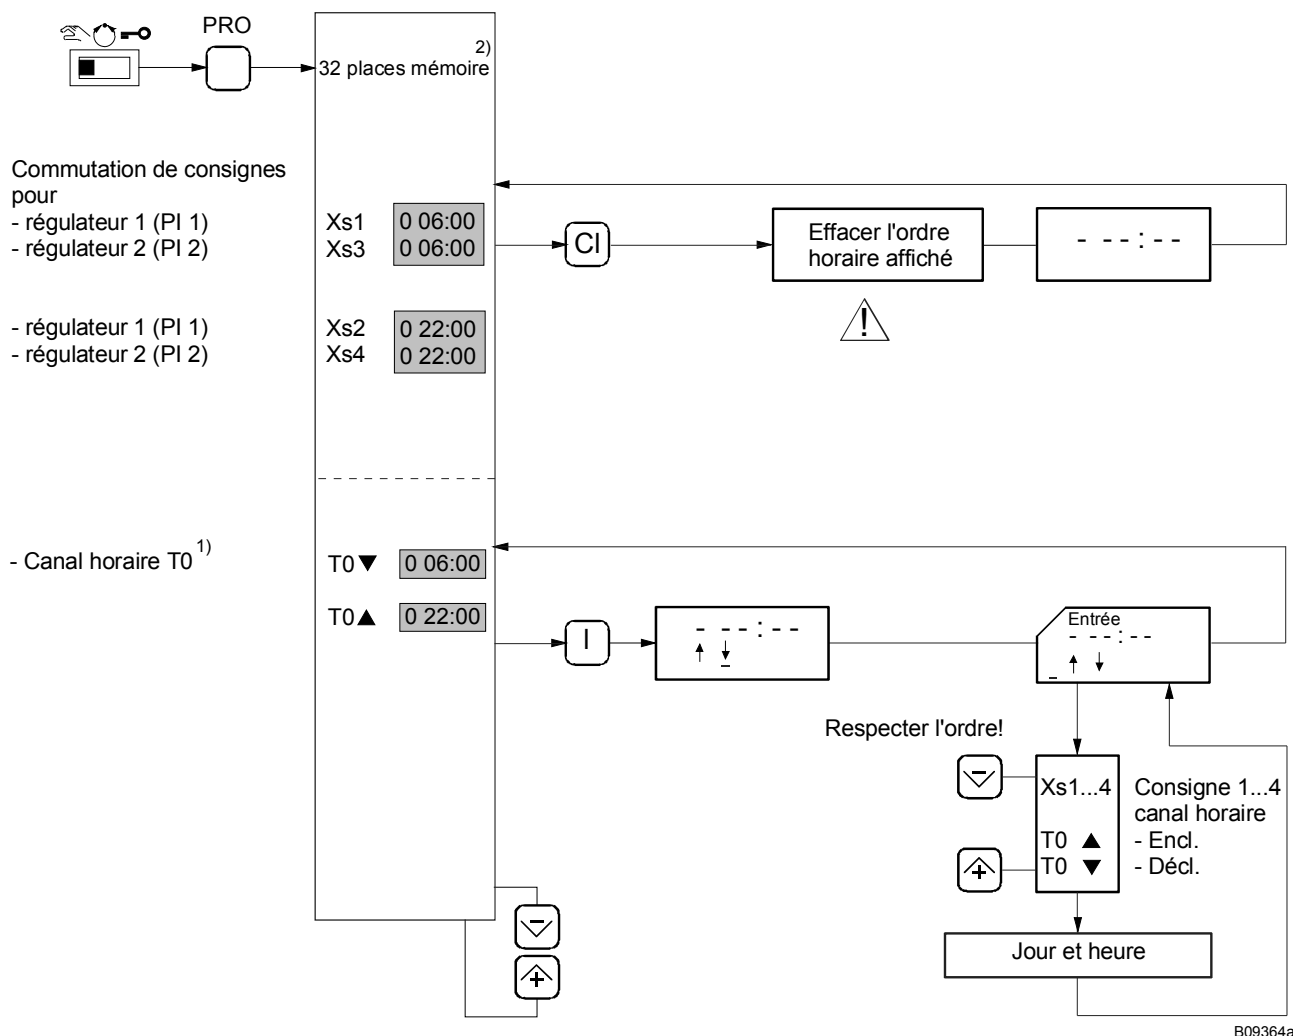 PRO
2)
32 places mémoire
Commutation de consignes
pour
- régulateur 1 (PI 1)
- régulateur 2 (PI 2)
Xs1 0 06:00
Xs3 0 06:00
CI
Effacer l'ordre
horaire affiché
- --:--
- régulateur 1 (PI 1)
- régulateur 2 (PI 2)
Xs2 0 22:00
Xs4 0 22:00
- Canal horaire T0 1)
T0▼ 0 06:00
T0▲ 0 22:00
I
- --:--
Entrée
- --:--
Respecter l'ordre!
Xs1...4
T0 ▲
T0 ▼
Consigne 1...4
canal horaire
- Encl.
- Décl.
Jour et heure
B09364a